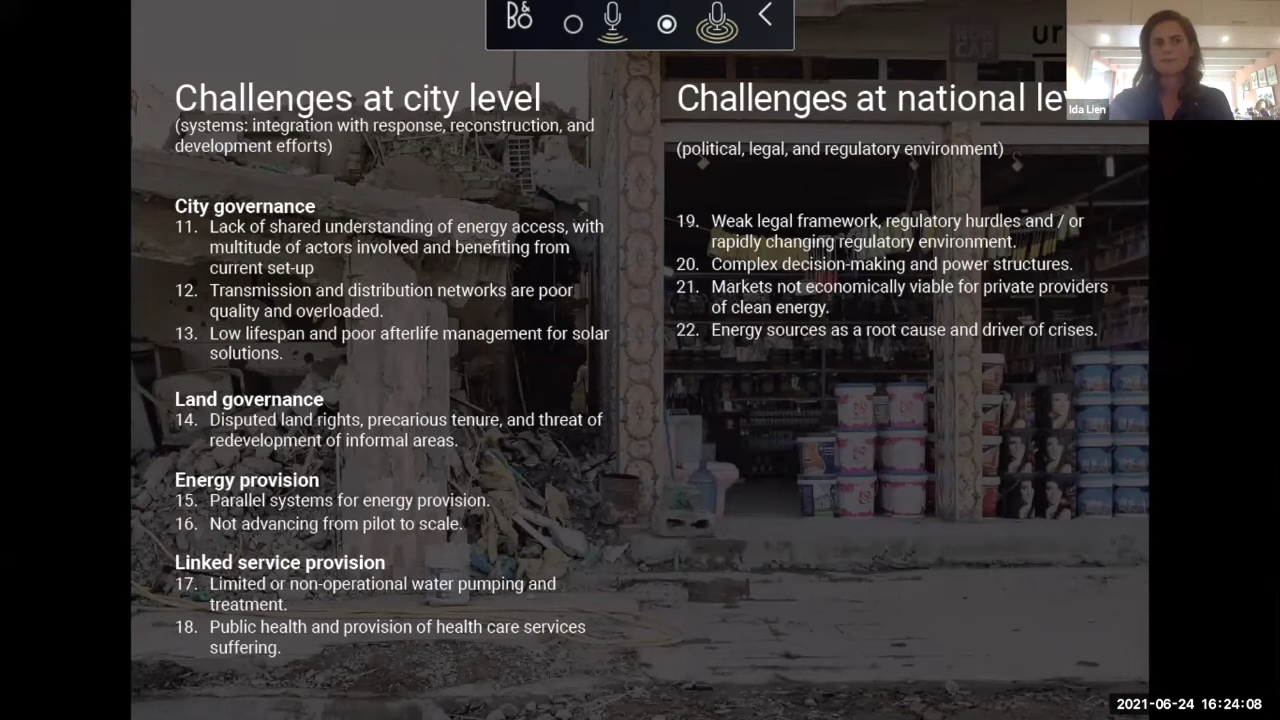 B&O
NORCAP
ur
Ida Lien
Challenges at city level
(systems: integration with response, reconstruction, and
development efforts)
City governance
11. Lack of shared understanding of energy access, with
multitude of actors involved and benefiting from
current set-up
12. Transmission and distribution networks are poor
quality and overloaded.
13. Low lifespan and poor afterlife management for solar
solutions.
Land governance
14. Disputed land rights, precarious tenure, and threat of
redevelopment of informal areas.
Energy provision
15. Parallel systems for energy provision.
16. Not advancing from pilot to scale.
Linked service provision
17. Limited or non-operational water pumping and
treatment.
18. Public health and provision of health care services
suffering.
Challenges at national le
(political, legal, and regulatory environment)
19. Weak legal framework, regulatory hurdles and / or
rapidly changing regulatory environment.
20. Complex decision-making and power structures.
21. Markets not economically viable for private providers
of clean energy.
22. Energy sources as a root cause and driver of crises.
2021-06-24 16:24:08